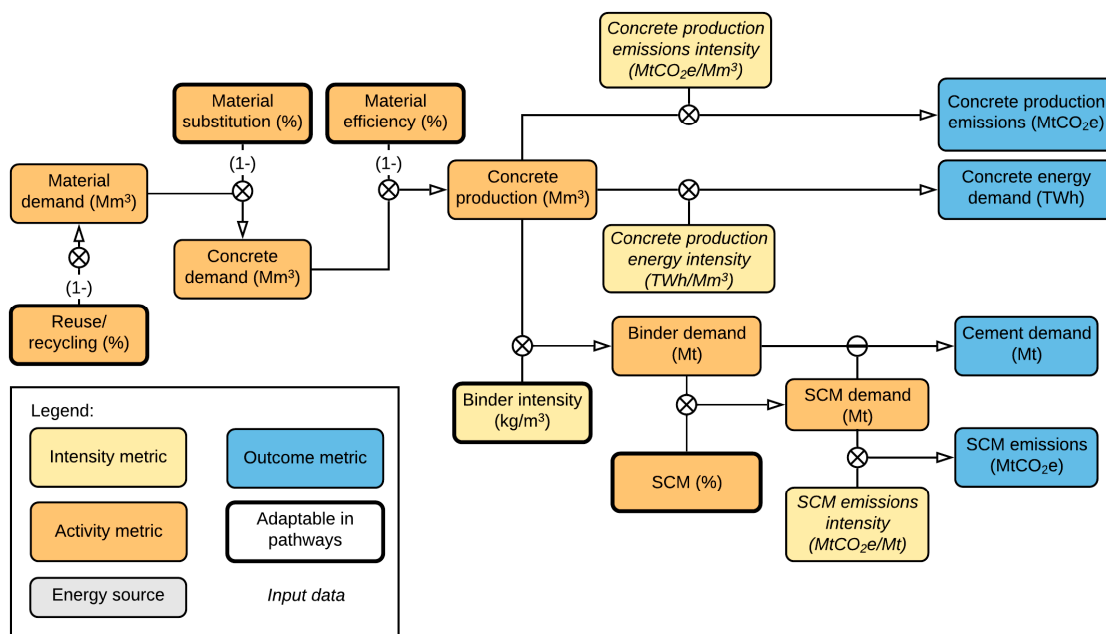 Concrete production
emissions intensity
(MtCO₂e/Mm³)
Material
substitution (%)
Material
efficiency (%)
Concrete production
emissions (MtCO₂e)
(1-)
(1-)
Material
demand (Mm³)
Concrete
production (Mm³)
Concrete energy
demand (TWh)
Concrete
demand (Mm³)
Concrete production
energy intensity
(TWh/Mm³)
(1-)
Reuse/
recycling (%)
Binder demand
(Mt)
Cement demand
(Mt)
Binder intensity
(kg/m³)
SCM demand
(Mt)
SCM (%)
SCM emissions
(MtCO₂e)
SCM emissions
intensity
(MtCO₂e/Mt)
Legend:
Intensity metric
Outcome metric
Activity metric
Adaptable in
pathways
Energy source
Input data